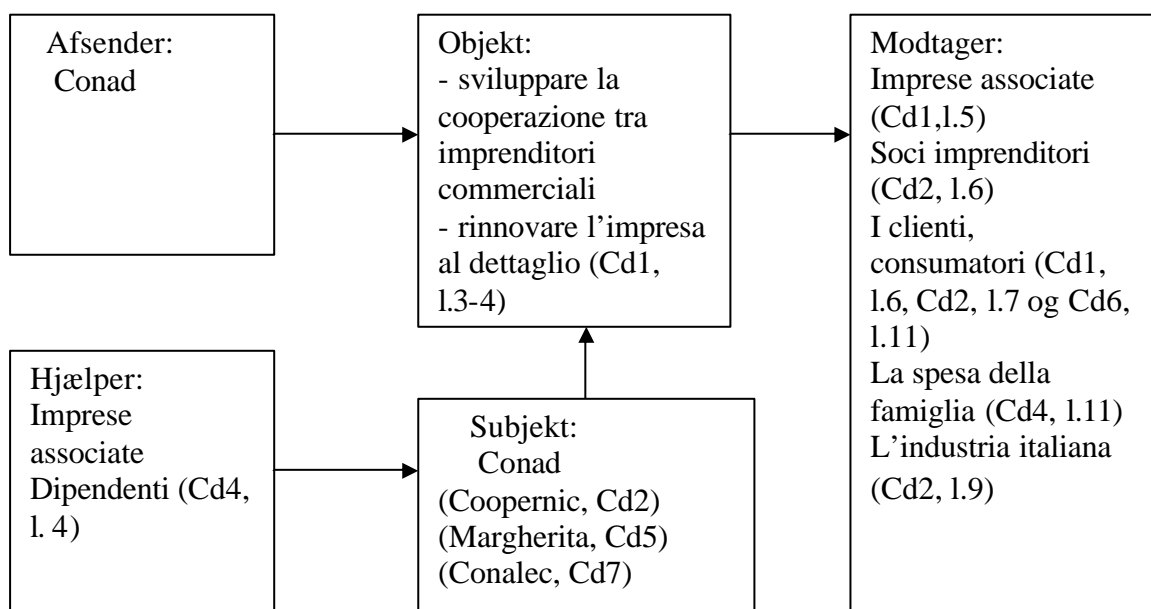 Afsender:
Conad
Objekt:
- sviluppare la
cooperazione tra
imprenditori
commerciali
- rinnovare l’impresa
al dettaglio (Cd1,
l.3-4)
Modtager:
Imprese associate
(Cd1,l.5)
Soci imprenditori
(Cd2, l.6)
I clienti,
consumatori (Cd1,
l.6, Cd2, l.7 og Cd6,
l.11)
La spesa della
famiglia (Cd4, l.11)
L’industria italiana
(Cd2, l.9)
Hjælper:
Imprese
associate
Dipendenti (Cd4,
l. 4)
Subjekt:
Conad
(Coopernic, Cd2)
(Margherita, Cd5)
(Conalec, Cd7)